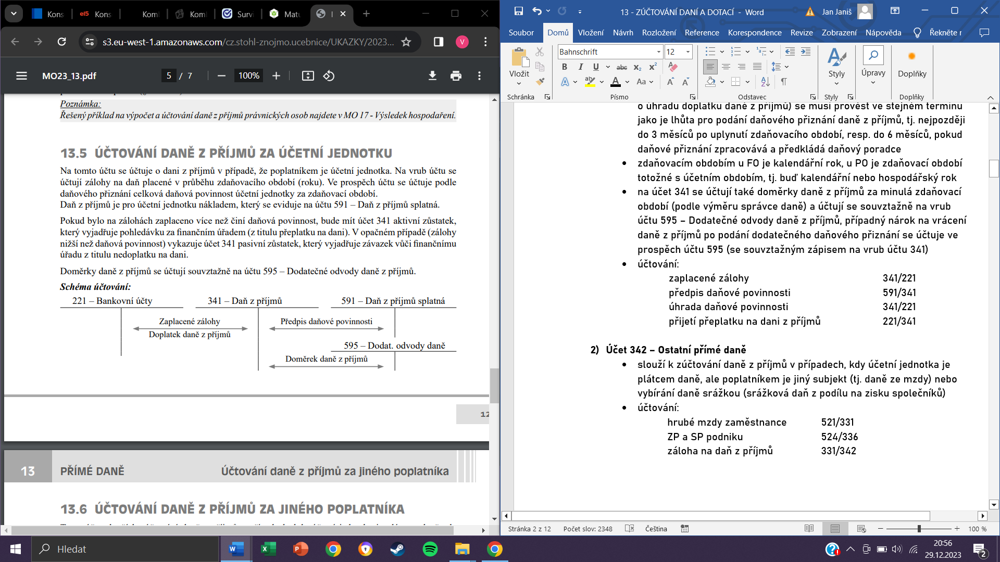 Kons
el5 Kons
Koml
Koml
Survi
Matu
s3.eu-west-1.amazonaws.com/cz.stohl-znojmo.ucebnice/UKAZKY/2023...
V
MO23_13.pdf
5 / 7
100%
Poznámka:
Řešený příklad na výpočet a účtování daně z příjmů právnických osob najdete v MO 17 - Výsledek hospodaření.
13.5 ÚČTOVÁNÍ DANĚ Z PŘÍJMŮ ZA ÚČETNÍ JEDNOTKU
Na tomto účtu se účtuje o dani z příjmů v případě, že poplatníkem je účetní jednotka. Na vrub účtu se
účtují zálohy na daň placené v průběhu zdaňovacího období (roku). Ve prospěch účtu se účtuje podle
daňového přiznání celková daňová povinnost účetní jednotky za zdaňovací období.
Daň z příjmů je pro účetní jednotku nákladem, který se eviduje na účtu 591 – Daň z příjmů splatná.
Pokud bylo na zálohách zaplaceno více než činí daňová povinnost, bude mít účet 341 aktivní zůstatek,
který vyjadřuje pohledávku za finančním úřadem (z titulu přeplatku na dani). V opačném případě (zálohy
nižší než daňová povinnost) vykazuje účet 341 pasivní zůstatek, který vyjadřuje závazek vůči finančnímu
úřadu z titulu nedoplatku na dani.
Doměrky daně z příjmů se účtují souvztažně na účtu 595 – Dodatečné odvody daně z příjmů.
Schéma účtování:
221 – Bankovní účty
341 – Daň z příjmů
591 – Daň z příjmů splatná
Zaplacené zálohy
Předpis daňové povinnosti
Doplatek daně z příjmů
595 – Dodat. odvody daně
Doměrek daně z příjmů
12
13 PŘÍMÉ DANĚ
Účtování daně z příjmů za jiného poplatníka
13.6 ÚČTOVÁNÍ DANĚ Z PŘÍJMŮ ZA JINÉHO POPLATNÍKA
13 - ZÚČTOVÁNÍ DANÍ A DOTACÍ - Word
Jan Janiš
Soubor Domů Vložení Návrh Rozložení Reference Korespondence Revize Zobrazení Nápověda Řekněte
Vložit
Schránka
Bahnschrift 12
Písmo
Odstavec
Styly
Styly
Úpravy
Doplňky
Doplňky
o úhradu doplatku daně z příjmů) se musí provést ve stejném termínu
jako je lhůta pro podání daňového přiznání daně z příjmů, tj. nejpozději
do 3 měsíců po uplynutí zdaňovacího období, resp. do 6 měsíců, pokud
daňové přiznání zpracovává a předkládá daňový poradce
• zdaňovacím obdobím u FO je kalendářní rok, u PO je zdaňovací období
totožné s účetním obdobím, tj. buď kalendářní nebo hospodářský rok
• na účet 341 se účtují také doměrky daně z příjmů za minulá zdaňovací
období (podle výměru správce daně) a účtují se souvztažně na vrub
účtu 595 – Dodatečné odvody daně z příjmů, případný nárok na vrácení
daně z příjmů po podání dodatečného daňového přiznání se účtuje ve
prospěch účtu 595 (se souvztažným zápisem na vrub účtu 341)
• účtování:
zaplacené zálohy 341/221
předpis daňové povinnosti 591/341
úhrada daňové povinnosti 341/221
přijetí přeplatku na dani z příjmů 221/341
2) Účet 342 – Ostatní přímé daně
• slouží k zúčtování daně z příjmů v případech, kdy účetní jednotka je
plátcem daně, ale poplatníkem je jiný subjekt (tj. daně ze mzdy) nebo
vybírání daně srážkou (srážková daň z podílu na zisku společníků)
• účtování:
hrubé mzdy zaměstnance 521/331
ZP a SP podniku 524/336
záloha na daň z příjmů 331/342
Stránka 2 z 12 Počet slov: 2348 Čeština 100 %
Hledat
20:56
29.12.2023
2